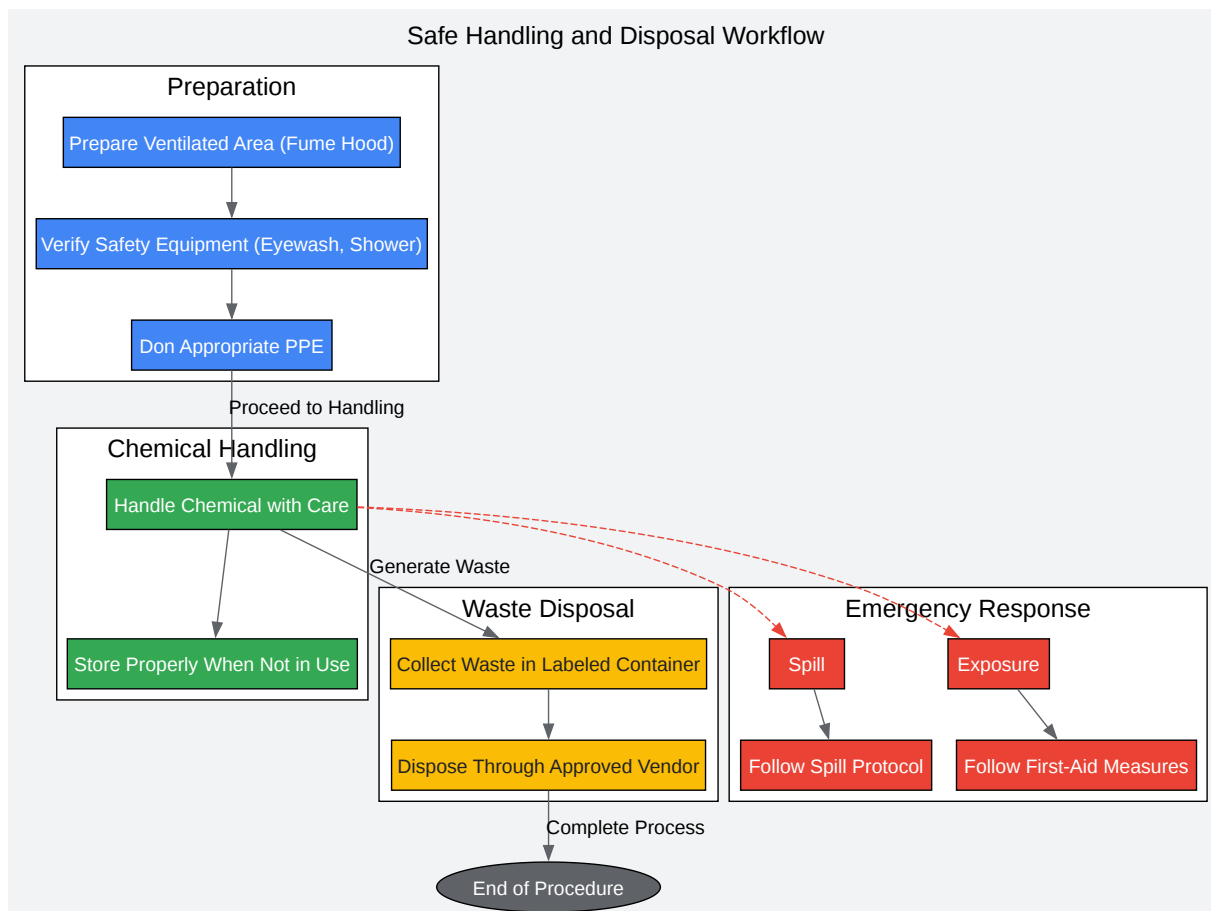 Safe Handling and Disposal Workflow
Preparation
Prepare Ventilated Area (Fume Hood)
Verify Safety Equipment (Eyewash, Shower)
Don Appropriate PPE
Proceed to Handling
Chemical Handling
Handle Chemical with Care
Generate Waste
Store Properly When Not in Use
Waste Disposal
Collect Waste in Labeled Container
Dispose Through Approved Vendor
Emergency Response
Spill
Exposure
Follow Spill Protocol
Follow First-Aid Measures
Complete Process
End of Procedure